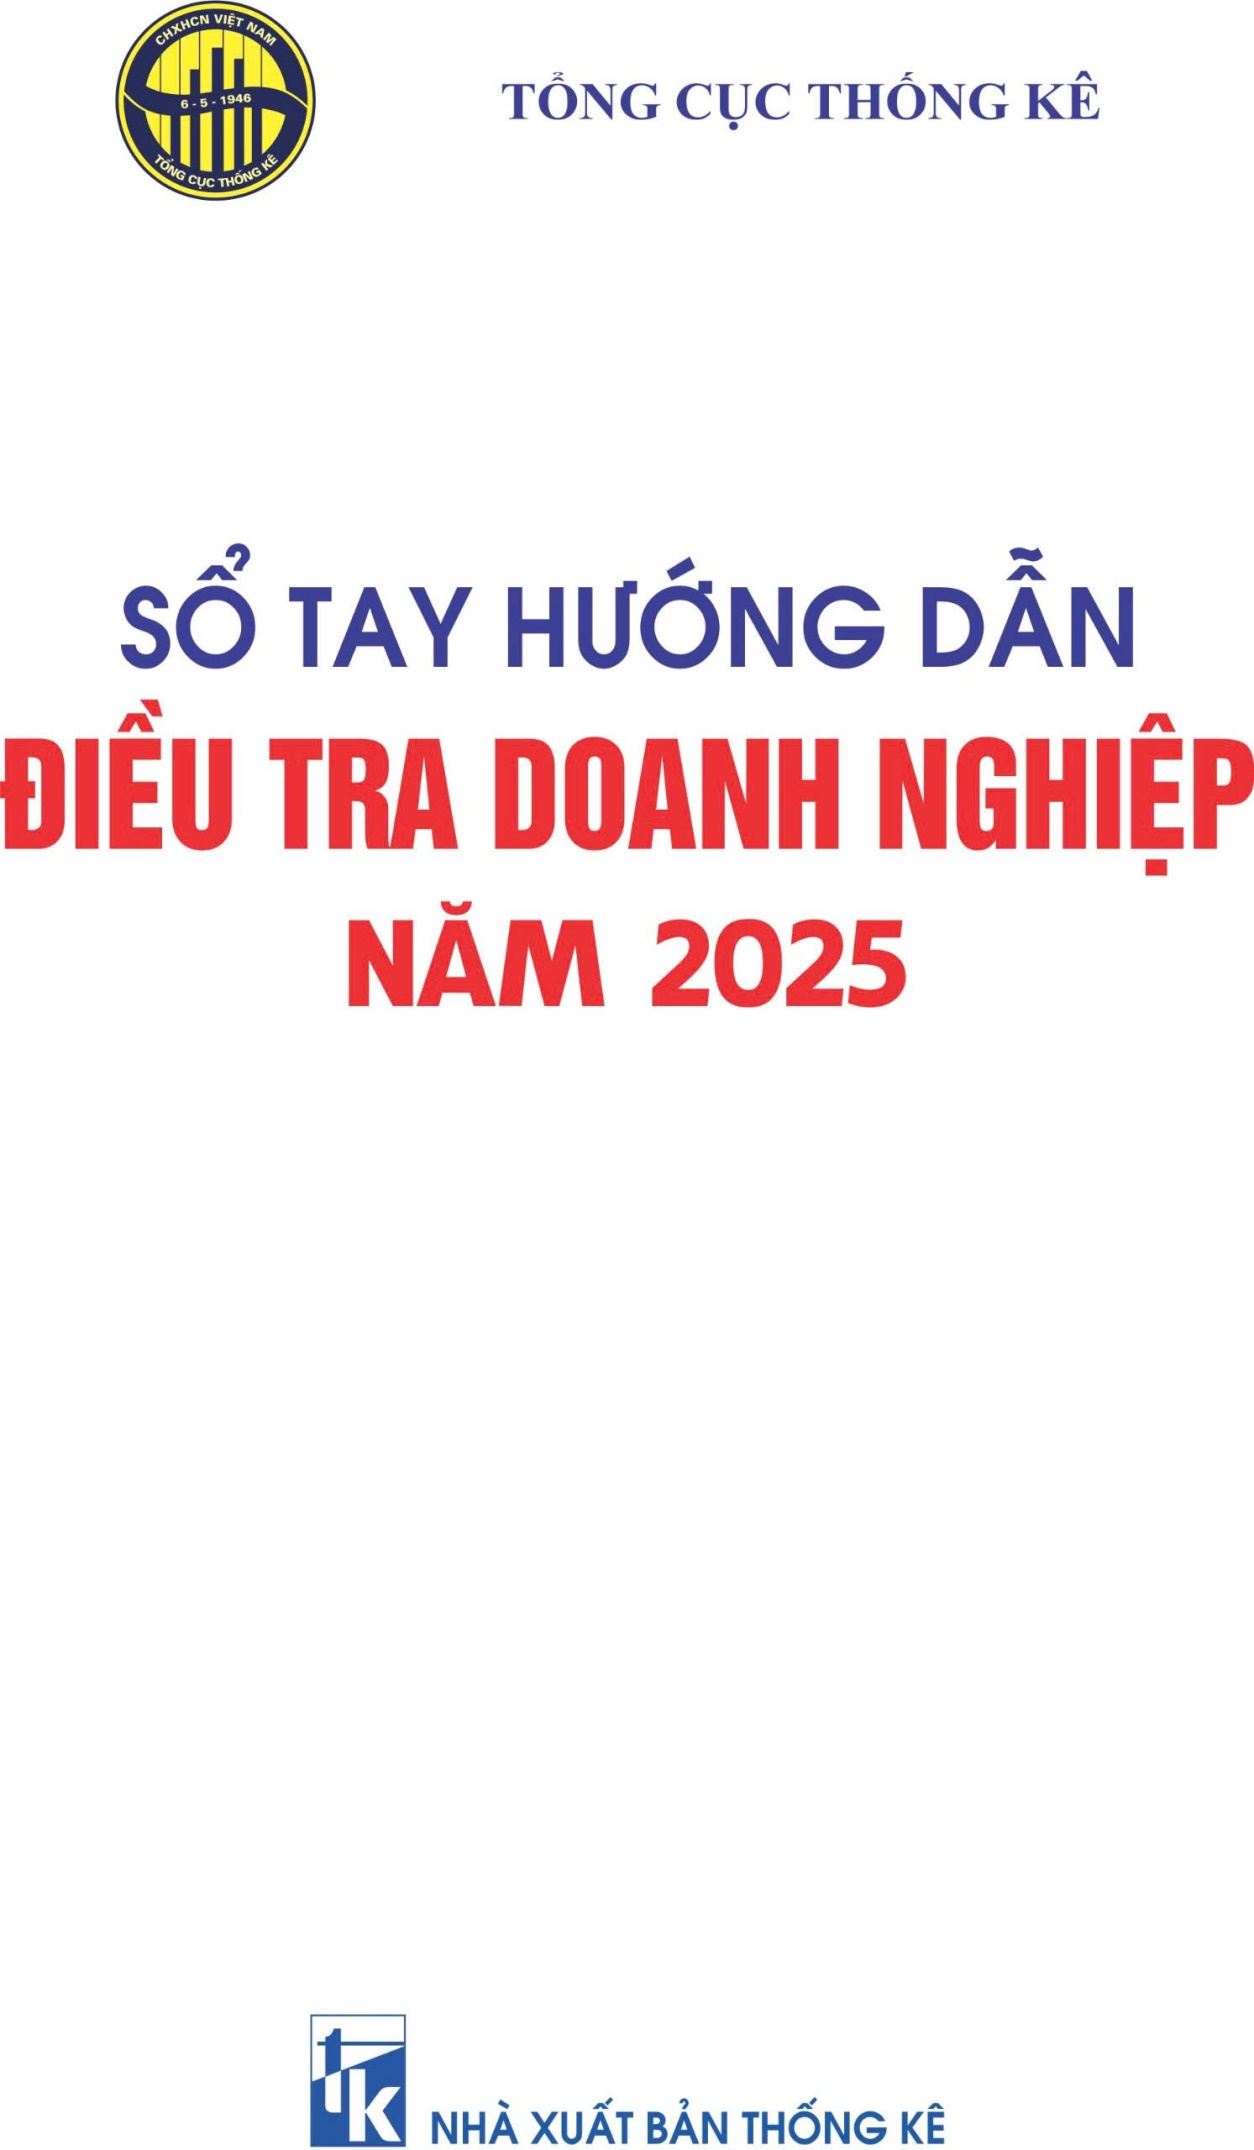 CHXHCN VIỆT NAM
6 - 5 - 1946
TỔNG CỤC THỐNG KÊ
TỔNG CỤC THỐNG KÊ
SỔ TAY HƯỚNG DẪN
ĐIỀU TRA DOANH NGHIỆP
NĂM 2025
tk
NHÀ XUẤT BẢN THỐNG KÊ